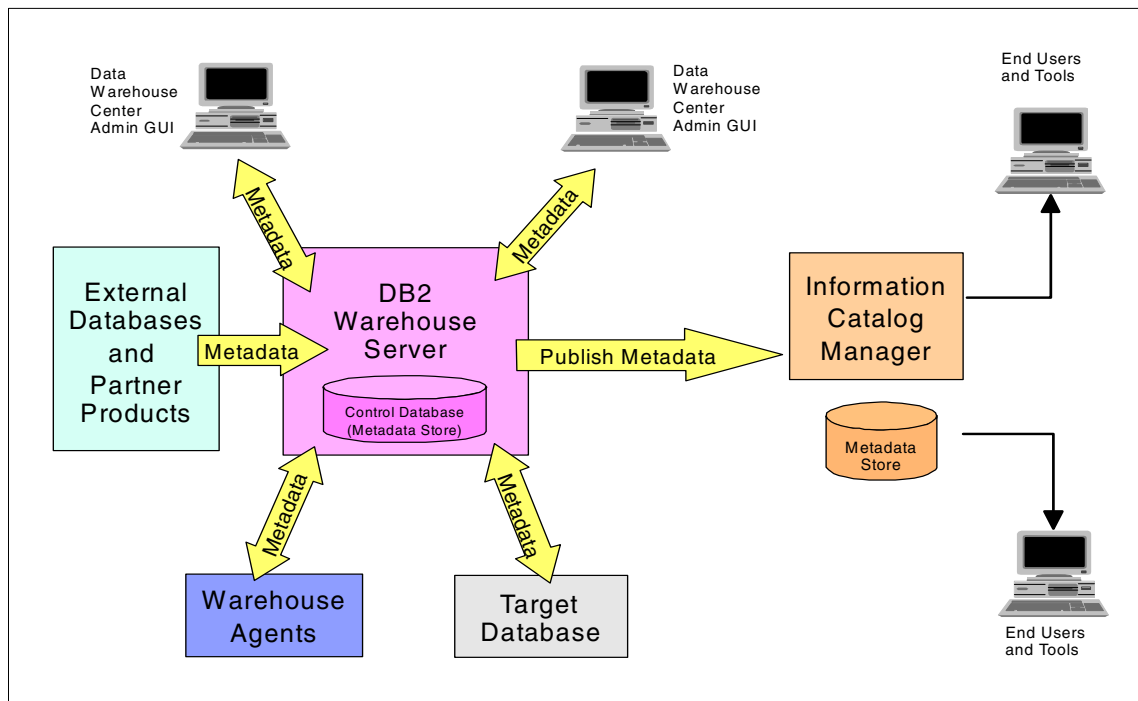 Data
Warehouse
Center
Admin GUI
Data
Warehouse
Center
Admin GUI
End Users
and Tools
Metadata
Metadata
External
Databases
and
Partner
Products
Metadata
DB2
Warehouse
Server
Control Database
(Metadata Store)
Publish Metadata
Information
Catalog
Manager
Metadata
Store
Metadata
Metadata
Warehouse
Agents
Target
Database
End Users
and Tools